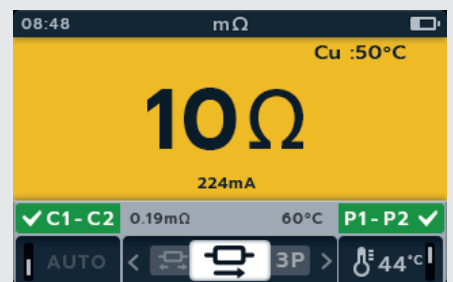 08:48 mΩ
Cu :50°C
10Ω
224mA
✓ C1-C2 0.19mΩ 60°C P1-P2 ✓
AUTO < 3P > 44°C